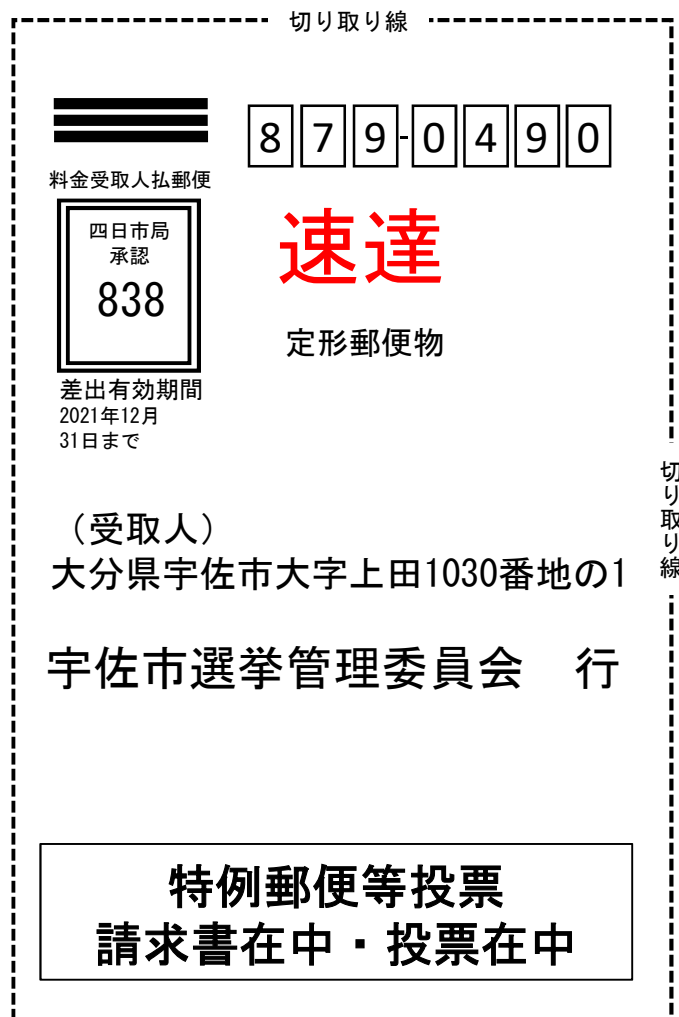 切り取り線
879-0490
料金受取人払郵便
四日市局
承認
838
速達
定形郵便物
差出有効期間
2021年12月
31日まで
切り取り線
（受取人）
大分県宇佐市大字上田1030番地の1
宇佐市選挙管理委員会　行
特例郵便等投票
請求書在中・投票在中